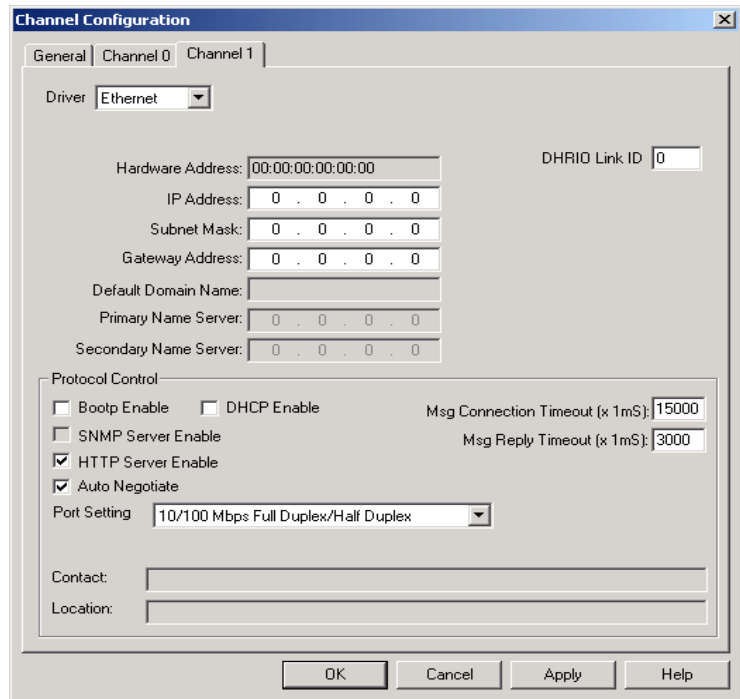 Channel Configuration
General Channel 0 Channel 1
Driver Ethernet
DHRIO Link ID 0
Hardware Address: 00:00:00:00:00:00
IP Address: 0 . 0 . 0 . 0
Subnet Mask: 0 . 0 . 0 . 0
Gateway Address: 0 . 0 . 0 . 0
Default Domain Name:
Primary Name Server: 0 . 0 . 0 . 0
Secondary Name Server: 0 . 0 . 0 . 0
Protocol Control
Bootp Enable DHCP Enable Msg Connection Timeout (x 1mS): 15000
SNMP Server Enable Msg Reply Timeout (x 1mS): 3000
HTTP Server Enable
Auto Negotiate
Port Setting 10/100 Mbps Full Duplex/Half Duplex
Contact:
Location:
OK Cancel Apply Help